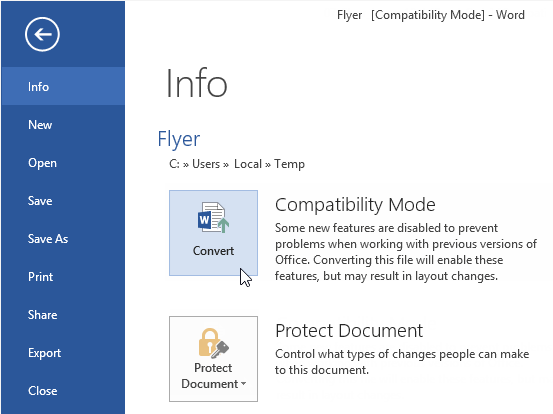 Flyer [Compatibility Mode] - Word
Info
New
Open
Save
Save As
Print
Share
Export
Close
Info
Flyer
C: » Users » Local » Temp
W
Convert
Compatibility Mode
Some new features are disabled to prevent
problems when working with previous versions of
Office. Converting this file will enable these
features, but may result in layout changes.
Protect
Document
Protect Document
Control what types of changes people can make
to this document.